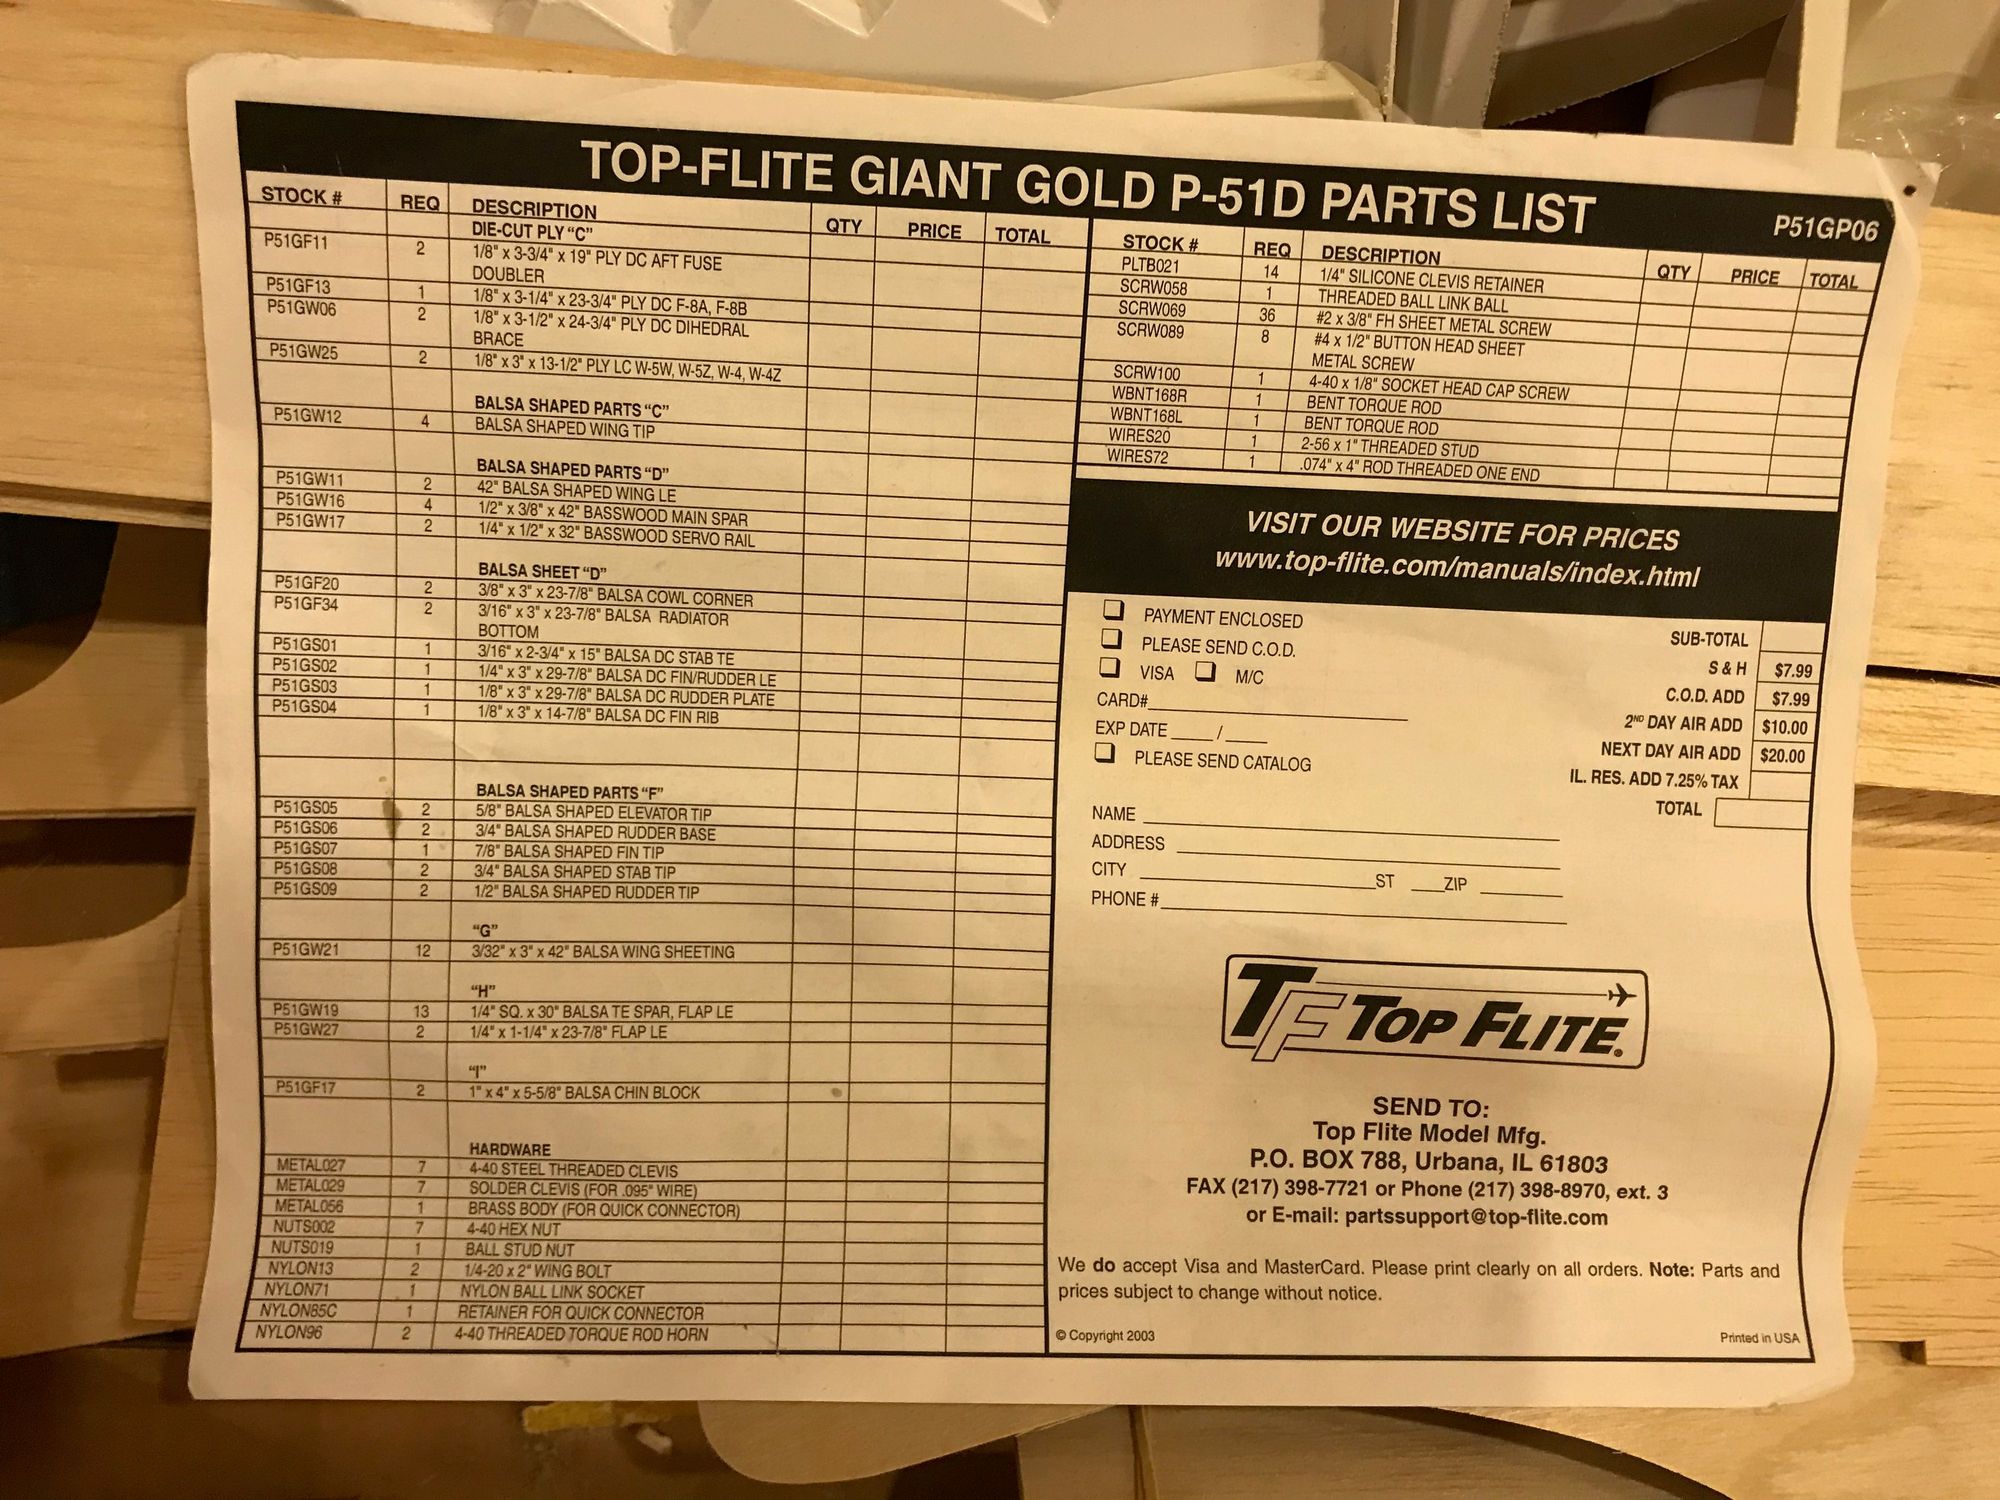 TOP-FLITE GIANT GOLD P-51D PARTS LIST
P51GP06
STOCK # REQ DESCRIPTION QTY PRICE TOTAL
DIE-CUT PLY “C”
P51GF11 2 1/8" x 3-3/4" x 19" PLY DC AFT FUSE
DOUBLER
P51GF13 1 1/8" x 3-1/4" x 23-3/4" PLY DC F-8A, F-8B
P51GW06 2 1/8" x 3-1/2" x 24-3/4" PLY DC DIHEDRAL
BRACE
P51GW25 2 1/8" x 3" x 13-1/2" PLY LC W-5W, W-5Z, W-4, W-4Z
BALSA SHAPED PARTS “C”
P51GW12 4 BALSA SHAPED WING TIP
BALSA SHAPED PARTS “D”
P51GW11 2 42" BALSA SHAPED WING LE
P51GW16 4 1/2" x 3/8" x 42" BASSWOOD MAIN SPAR
P51GW17 2 1/4" x 1/2" x 32" BASSWOOD SERVO RAIL
BALSA SHEET “D”
P51GF20 2 3/8" x 3" x 23-7/8" BALSA COWL CORNER
P51GF34 2 3/16" x 3" x 23-7/8" BALSA RADIATOR
BOTTOM
P51GS01 1 3/16" x 2-3/4" x 15" BALSA DC STAB TE
P51GS02 1 1/4" x 3" x 29-7/8" BALSA DC FIN/RUDDER LE
P51GS03 1 1/8" x 3" x 29-7/8" BALSA DC RUDDER PLATE
P51GS04 1 1/8" x 3" x 14-7/8" BALSA DC FIN RIB
BALSA SHAPED PARTS “F”
P51GS05 2 5/8" BALSA SHAPED ELEVATOR TIP
P51GS06 2 3/4" BALSA SHAPED RUDDER BASE
P51GS07 1 7/8" BALSA SHAPED FIN TIP
P51GS08 2 3/4" BALSA SHAPED STAB TIP
P51GS09 2 1/2" BALSA SHAPED RUDDER TIP
“G”
P51GW21 12 3/32" x 3" x 42" BALSA WING SHEETING
“H”
P51GW19 13 1/4" SQ. x 30" BALSA TE SPAR, FLAP LE
P51GW27 2 1/4" x 1-1/4" x 23-7/8" FLAP LE
“I”
P51GF17 2 1" x 4" x 5-5/8" BALSA CHIN BLOCK
HARDWARE
METAL027 7 4-40 STEEL THREADED CLEVIS
METAL029 7 SOLDER CLEVIS (FOR .095" WIRE)
METAL056 1 BRASS BODY (FOR QUICK CONNECTOR)
NUTS002 7 4-40 HEX NUT
NUTS019 1 BALL STUD NUT
NYLON13 2 1/4-20 x 2" WING BOLT
NYLON71 1 NYLON BALL LINK SOCKET
NYLON85C 1 RETAINER FOR QUICK CONNECTOR
NYLON96 2 4-40 THREADED TORQUE ROD HORN
STOCK # REQ DESCRIPTION QTY PRICE TOTAL
PLTB021 14 1/4" SILICONE CLEVIS RETAINER
SCRW058 1 THREADED BALL LINK BALL
SCRW069 36 #2 x 3/8" FH SHEET METAL SCREW
SCRW089 8 #4 x 1/2" BUTTON HEAD SHEET
METAL SCREW
SCRW100 1 4-40 x 1/8" SOCKET HEAD CAP SCREW
WBNT168R 1 BENT TORQUE ROD
WBNT168L 1 BENT TORQUE ROD
WIRES20 1 2-56 x 1" THREADED STUD
WIRES72 1 .074" x 4" ROD THREADED ONE END
VISIT OUR WEBSITE FOR PRICES
www.top-flite.com/manuals/index.html
PAYMENT ENCLOSED
PLEASE SEND C.O.D.
VISA M/C
CARD#
EXP DATE /
PLEASE SEND CATALOG
SUB-TOTAL
S & H $7.99
C.O.D. ADD $7.99
2ND DAY AIR ADD $10.00
NEXT DAY AIR ADD $20.00
IL. RES. ADD 7.25% TAX
TOTAL
NAME
ADDRESS
CITY ST ZIP
PHONE #
TF TOP FLITE®
SEND TO:
Top Flite Model Mfg.
P.O. BOX 788, Urbana, IL 61803
FAX (217) 398-7721 or Phone (217) 398-8970, ext. 3
or E-mail: partssupport@top-flite.com
We do accept Visa and MasterCard. Please print clearly on all orders. Note: Parts and
prices subject to change without notice.
© Copyright 2003 Printed in USA